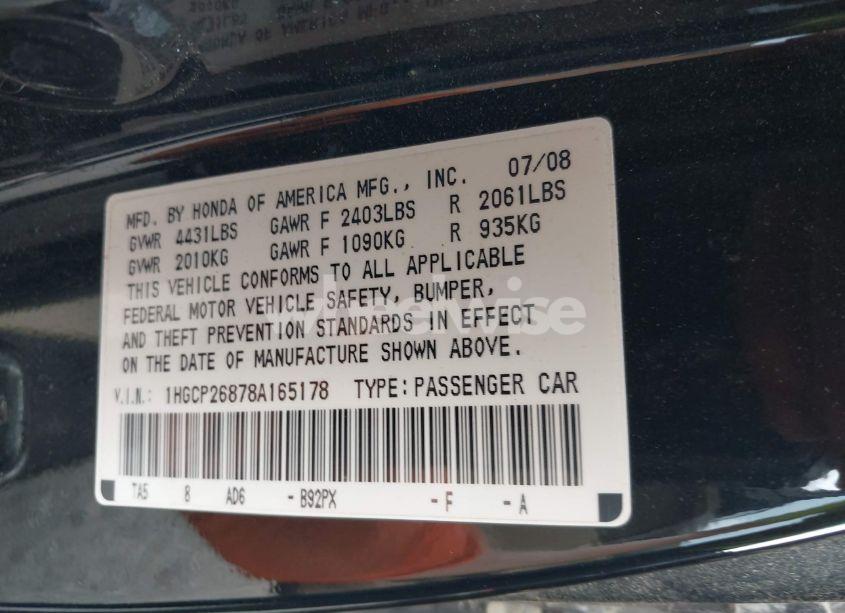 MFD. BY HONDA OF AMERICA MFG., INC. 07/08
GVWR 4431LBS GAWR F 2403LBS R 2061LBS
GVWR 2010KG GAWR F 1090KG R 935KG
THIS VEHICLE CONFORMS TO ALL APPLICABLE
FEDERAL MOTOR VEHICLE SAFETY, BUMPER,
AND THEFT PREVENTION STANDARDS IN EFFECT
ON THE DATE OF MANUFACTURE SHOWN ABOVE.
V.I.N.: 1HGCP26878A165178 TYPE:PASSENGER CAR
TA5 8 AD6 - B92PX - F - A
wheelwise